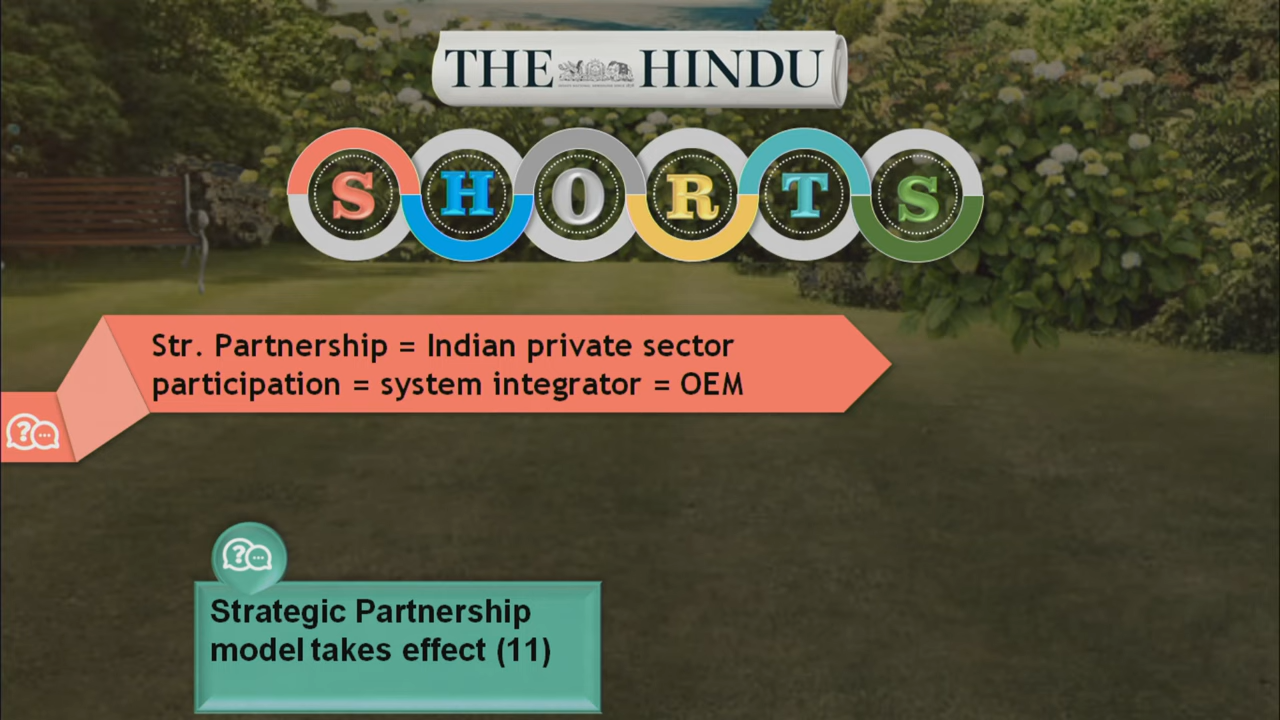 THE HINDU
SHORTS
Str. Partnership = Indian private sector
participation = system integrator = OEM
Strategic Partnership
model takes effect (11)